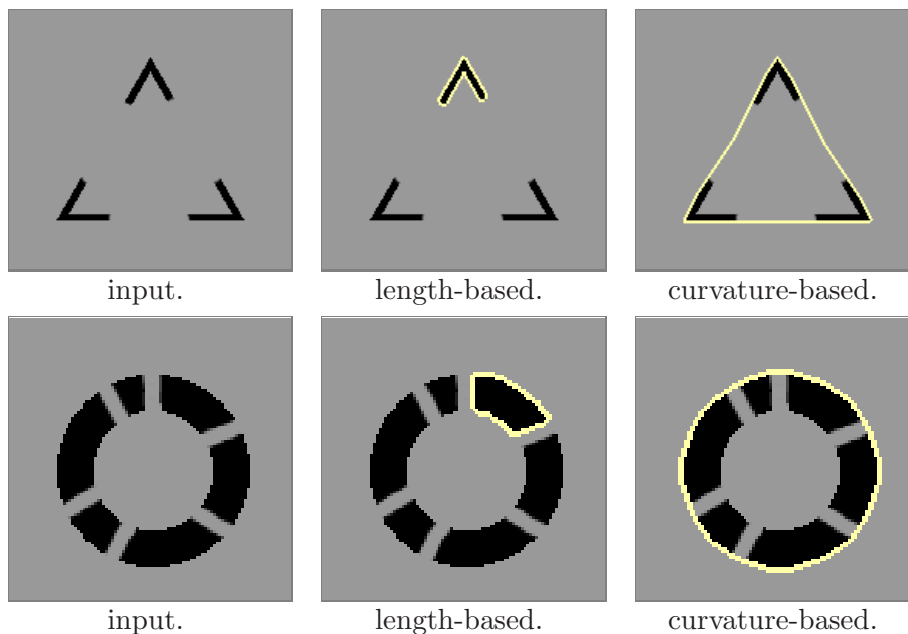 input.
length-based.
curvature-based.
input.
length-based.
curvature-based.